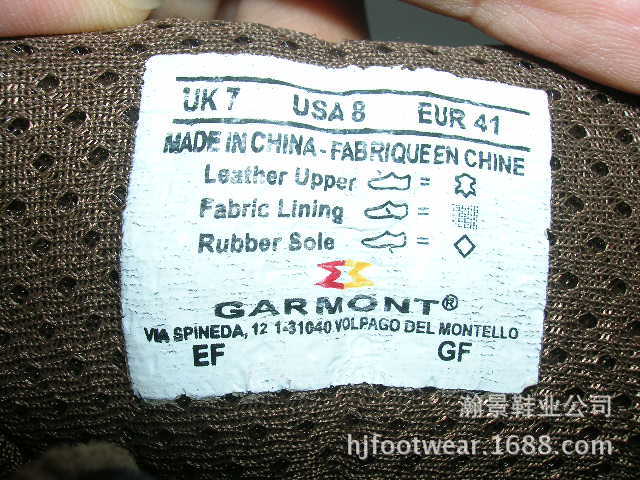 UK 7 USA 8 EUR 41
MADE IN CHINA - FABRIQUE EN CHINE
Leather Upper =
Fabric Lining =
Rubber Sole =
GARMONT®
VIA SPINEDA, 12 1-31040 VOLPAGO DEL MONTELLO
EF GF
瀚景鞋业公司
hjfootwear.1688.com